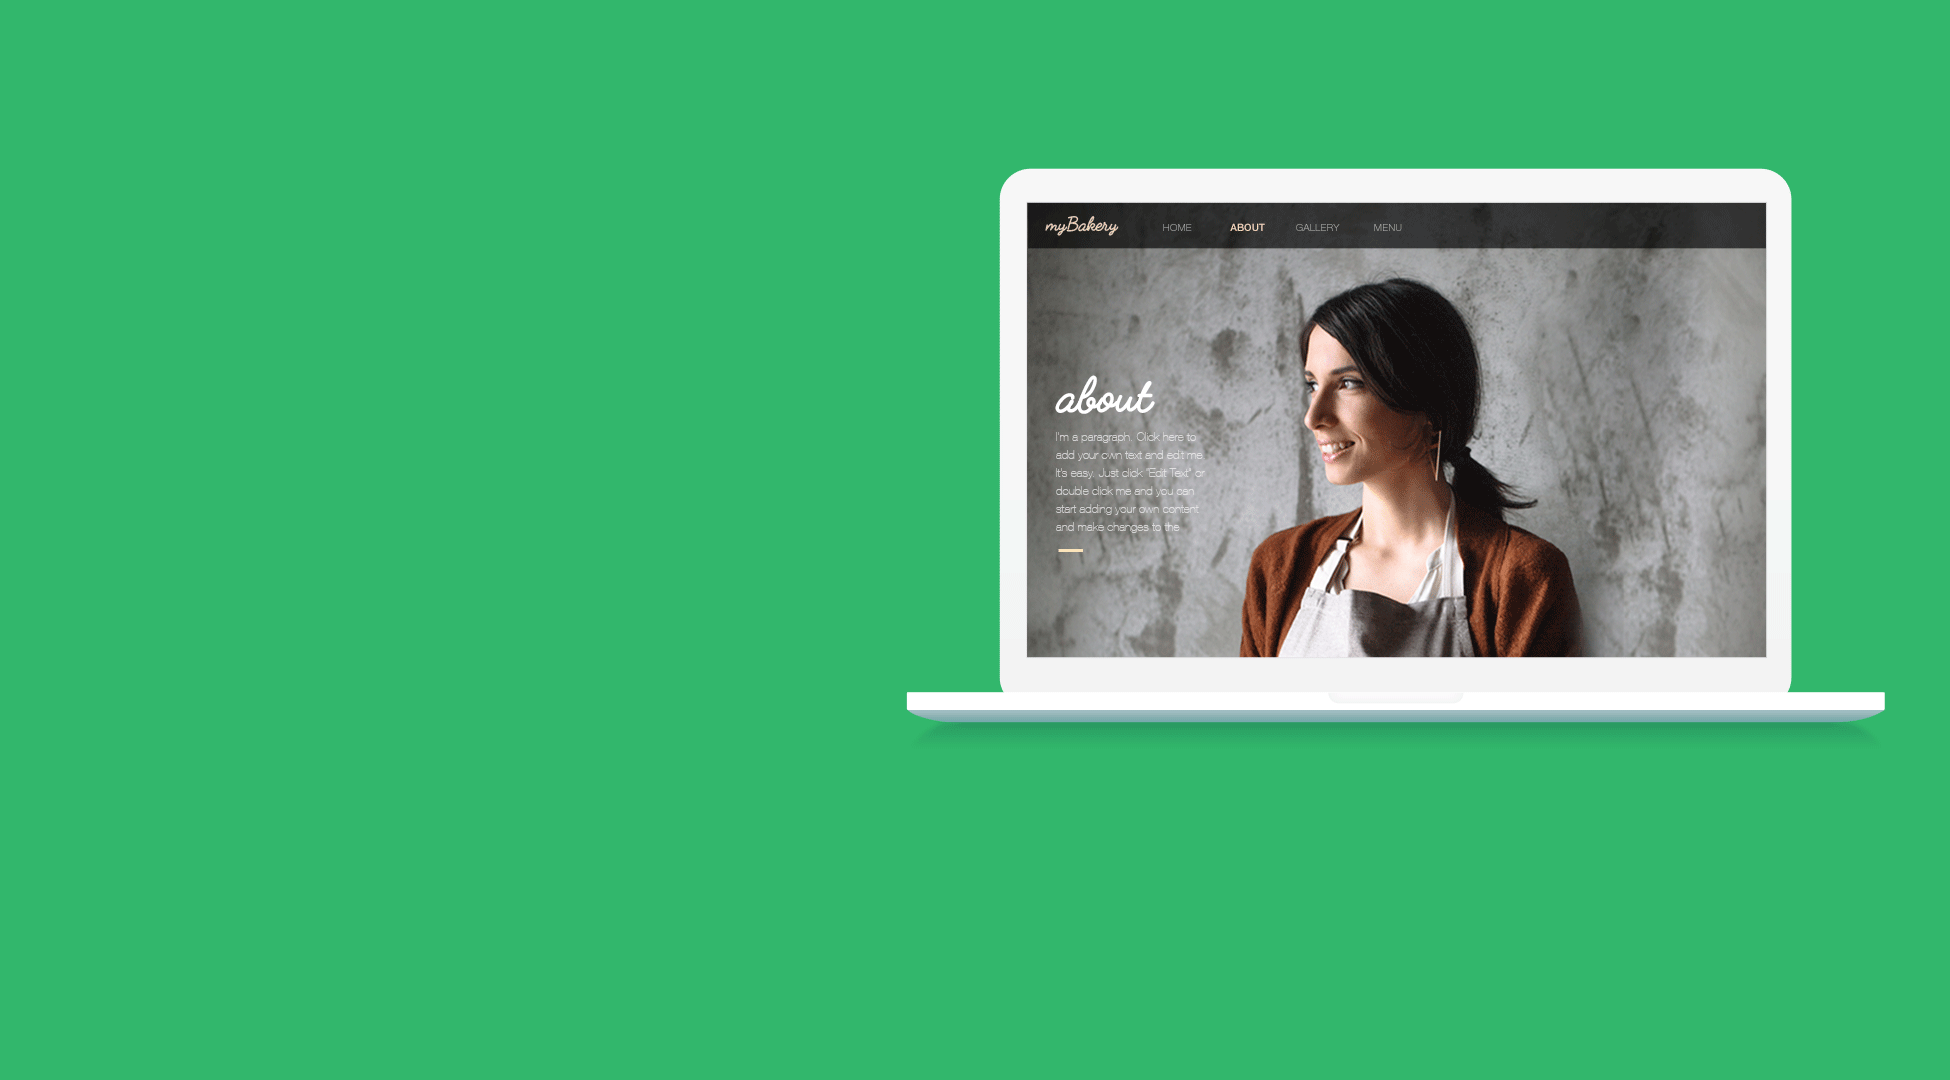 myBakery HOME ABOUT GALLERY MENU
about
I'm a paragraph. Click here to
add your own text and edit me.
It's easy. Just click "Edit Text" or
double click me and you can
start adding your own content
and make changes to the